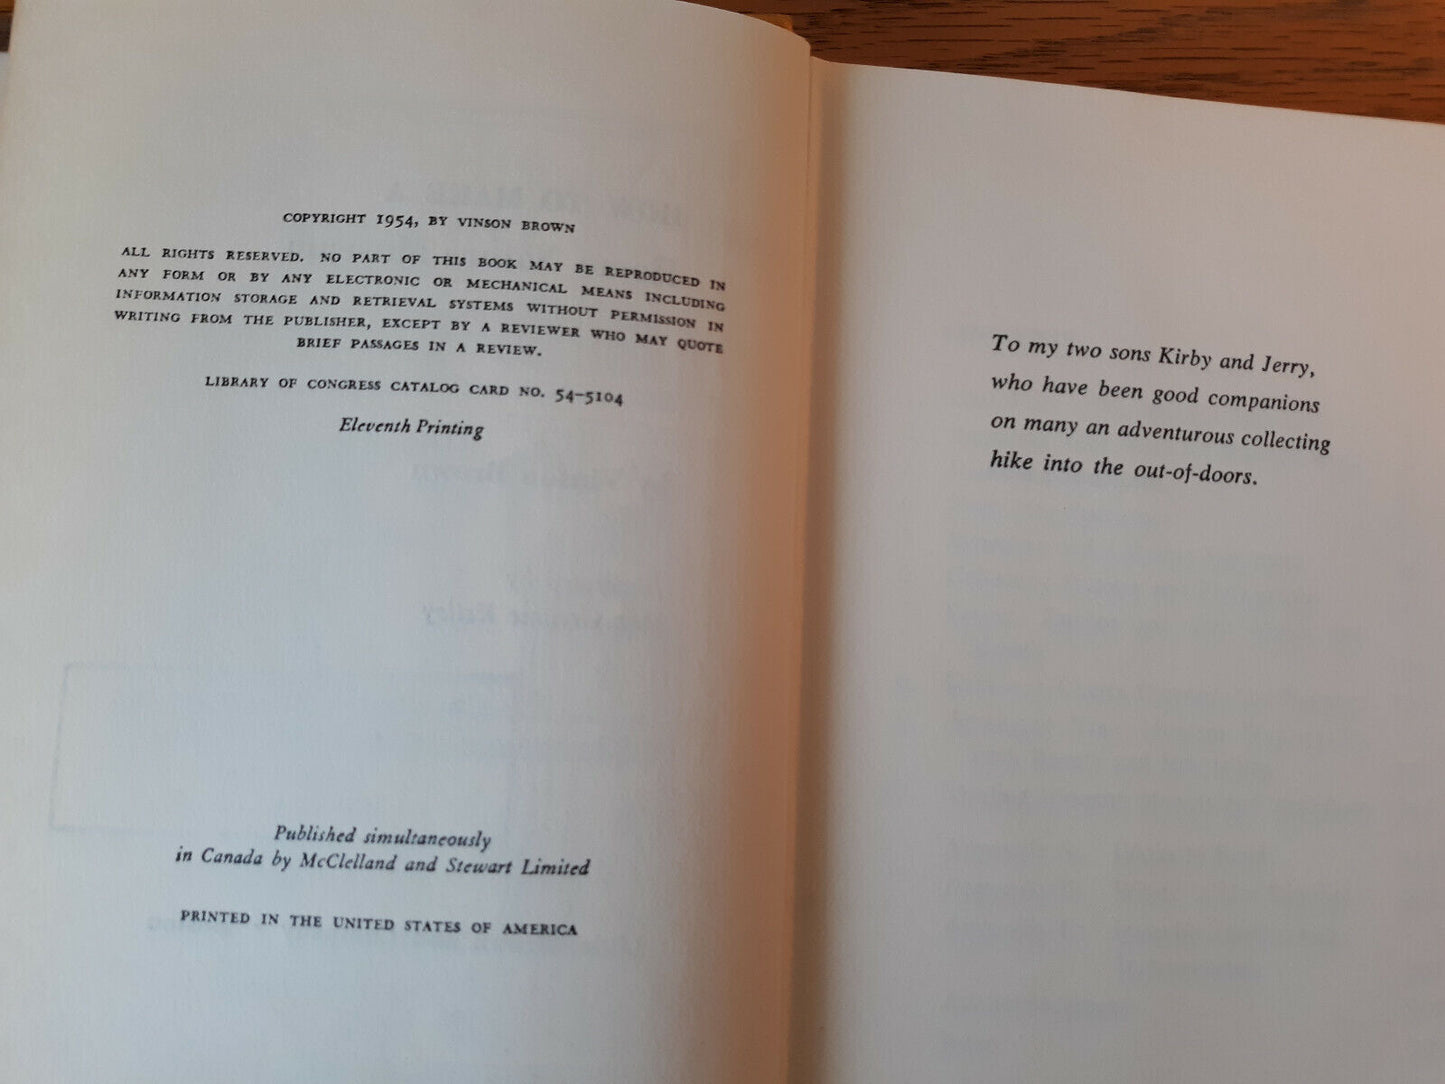 COPYRIGHT 1954, BY VINSON BROWN
ALL RIGHTS RESERVED. NO PART OF THIS BOOK MAY BE REPRODUCED IN
ANY FORM OR BY ANY ELECTRONIC OR MECHANICAL MEANS INCLUDING
INFORMATION STORAGE AND RETRIEVAL SYSTEMS WITHOUT PERMISSION IN
WRITING FROM THE PUBLISHER, EXCEPT BY A REVIEWER WHO MAY QUOTE
BRIEF PASSAGES IN A REVIEW.
LIBRARY OF CONGRESS CATALOG CARD NO. 54-5104
Eleventh Printing
Published simultaneously
in Canada by McClelland and Stewart Limited
PRINTED IN THE UNITED STATES OF AMERICA
To my two sons Kirby and Jerry,
who have been good companions
on many an adventurous collecting
hike into the out-of-doors.